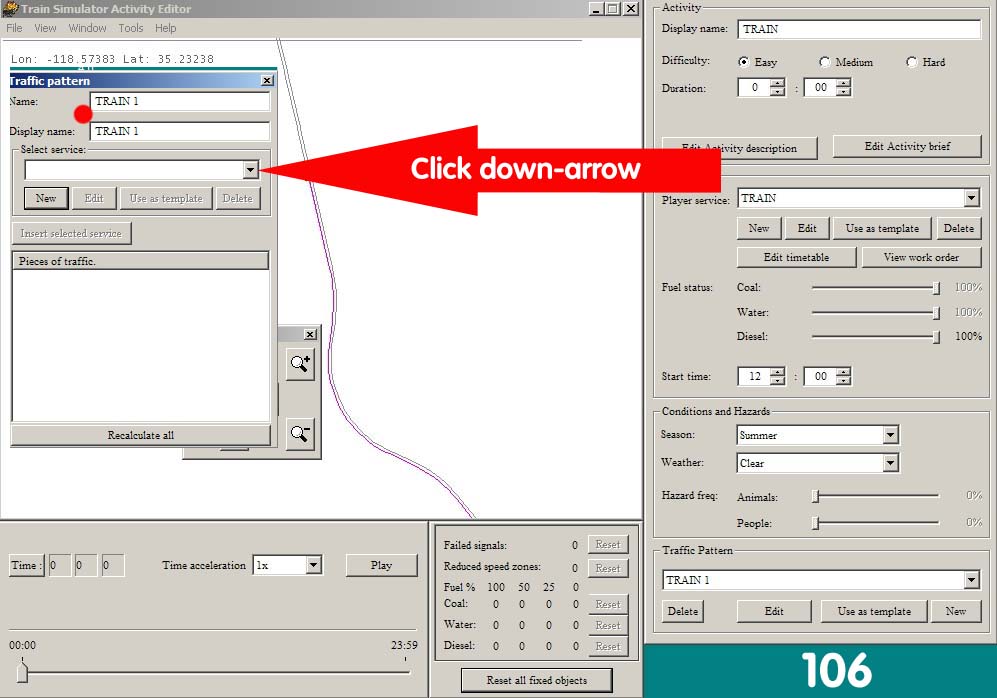 Train Simulator Activity Editor
File View Window Tools Help
Lon: -118.57383 Lat: 35.23238
Traffic pattern
Name: TRAIN 1
Display name: TRAIN 1
Select service:
New Edit Use as template Delete
Insert selected service
Pieces of traffic.
Recalculate all
Click down-arrow
Activity
Display name: TRAIN
Difficulty: Easy Medium Hard
Duration: 0 : 00
Edit Activity description Edit Activity brief
Player service: TRAIN
New Edit Use as template Delete
Edit timetable View work order
Fuel status: Coal: 100%
Water: 100%
Diesel: 100%
Start time: 12 : 00
Conditions and Hazards
Season: Summer
Weather: Clear
Hazard freq: Animals: 0%
People: 0%
Traffic Pattern
TRAIN 1
Delete Edit Use as template New
Time : 0 0 0 Time acceleration 1x Play
00:00 23:59
Failed signals: 0 Reset
Reduced speed zones: 0 Reset
Fuel % 100 50 25 0
Coal: 0 0 0 0 Reset
Water: 0 0 0 0 Reset
Diesel: 0 0 0 0 Reset
Reset all fixed objects
106